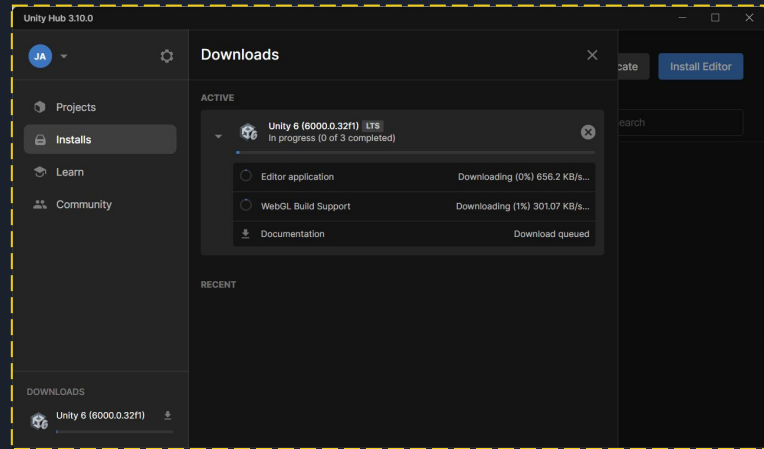 Unity Hub 3.10.0
JA
Projects
Installs
Learn
Community
DOWNLOADS
Unity 6 (6000.0.32f1)
Downloads
ACTIVE
Unity 6 (6000.0.32f1) LTS
In progress (0 of 3 completed)
Editor application Downloading (0%) 656.2 KB/s...
WebGL Build Support Downloading (1%) 301.07 KB/s...
Documentation Download queued
RECENT
cate
Install Editor
earch